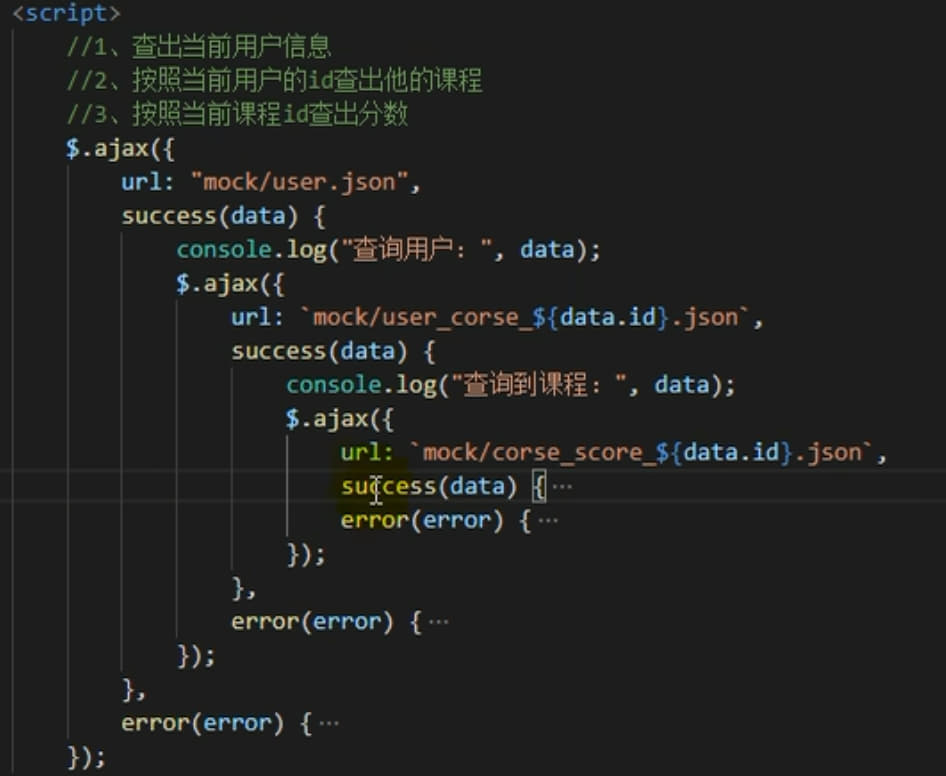 <script>
//1、查出当前用户信息
//2、按照当前用户的id查出他的课程
//3、按照当前课程id查出分数
$.ajax({
url: "mock/user.json",
success(data) {
console.log("查询用户：", data);
$.ajax({
url: `mock/user_corse_${data.id}.json`,
success(data) {
console.log("查询到课程：", data);
$.ajax({
url: `mock/corse_score_${data.id}.json`,
success(data) {···
error(error) {···
});
},
error(error) {···
});
},
error(error) {···
});